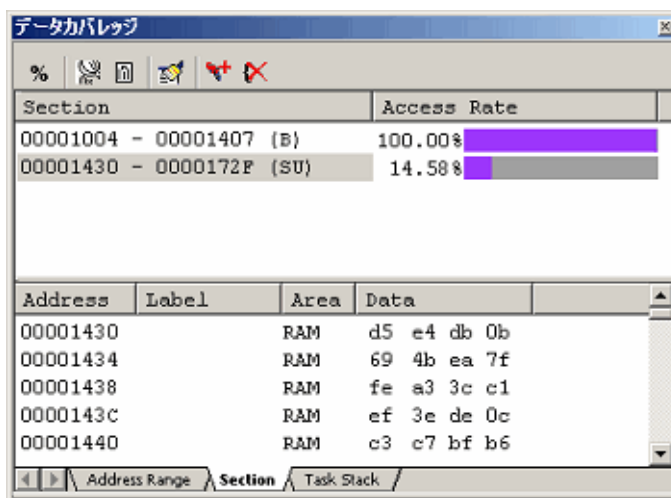 データカバレッジ
%
Section Access Rate
00001004 - 00001407 (B) 100.00%
00001430 - 0000172F (SU) 14.58%
Address Label Area Data
00001430 RAM d5 e4 db 0b
00001434 RAM 69 4b ea 7f
00001438 RAM fe a3 3c c1
0000143C RAM ef 3e de 0c
00001440 RAM c3 c7 bf b6
Address Range Section Task Stack